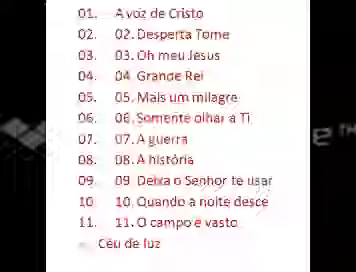 01. A voz de Cristo
02. 02. Desperta Tome
03. 03. Oh meu Jesus
04. 04 Grande Rei
05. 05. Mais um milagre
06. 06. Somente olhar a Ti
07. 07. A guerra
08. 08. A história
09. 09 Deixa o Senhor te usar
10. 10. Quando a noite desce
11. 11. O campo e vasto
Céu de luz